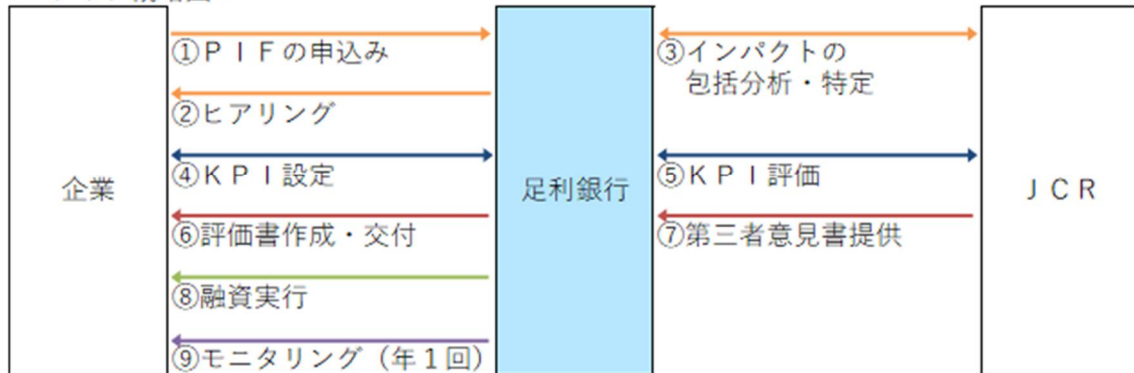 企業
足利銀行
ＪＣＲ
①ＰＩＦの申込み
②ヒアリング
③インパクトの
包括分析・特定
④ＫＰＩ設定
⑤ＫＰＩ評価
⑥評価書作成・交付
⑦第三者意見書提供
⑧融資実行
⑨モニタリング（年１回）